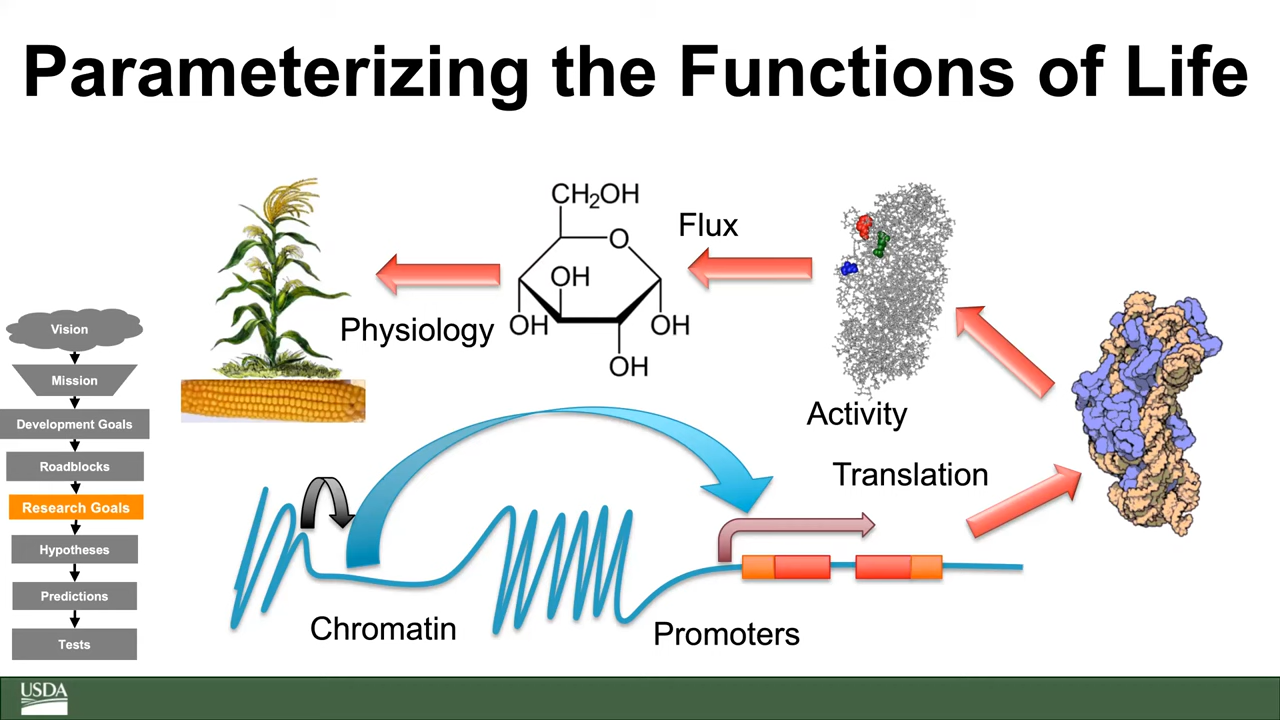 Parameterizing the Functions of Life
CH₂OH
O
OH
OH
OH
OH
Flux
Physiology
Activity
Translation
Chromatin
Promoters
Vision
Mission
Development Goals
Roadblocks
Research Goals
Hypotheses
Predictions
Tests
USDA